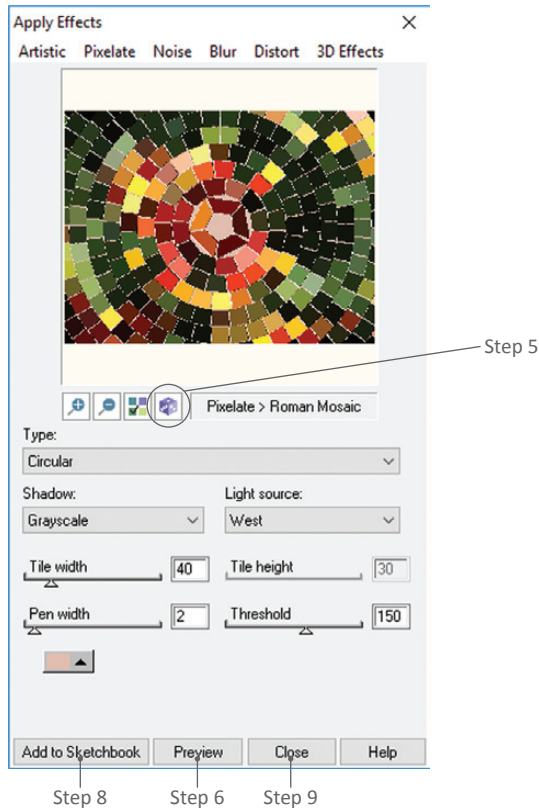 Apply Effects
Artistic Pixelate Noise Blur Distort 3D Effects
Step 5
Pixelate > Roman Mosaic
Type:
Circular
Shadow: Light source:
Grayscale West
Tile width 40 Tile height 30
Pen width 2 Threshold 150
Add to Sketchbook Preview Close Help
Step 8 Step 6 Step 9